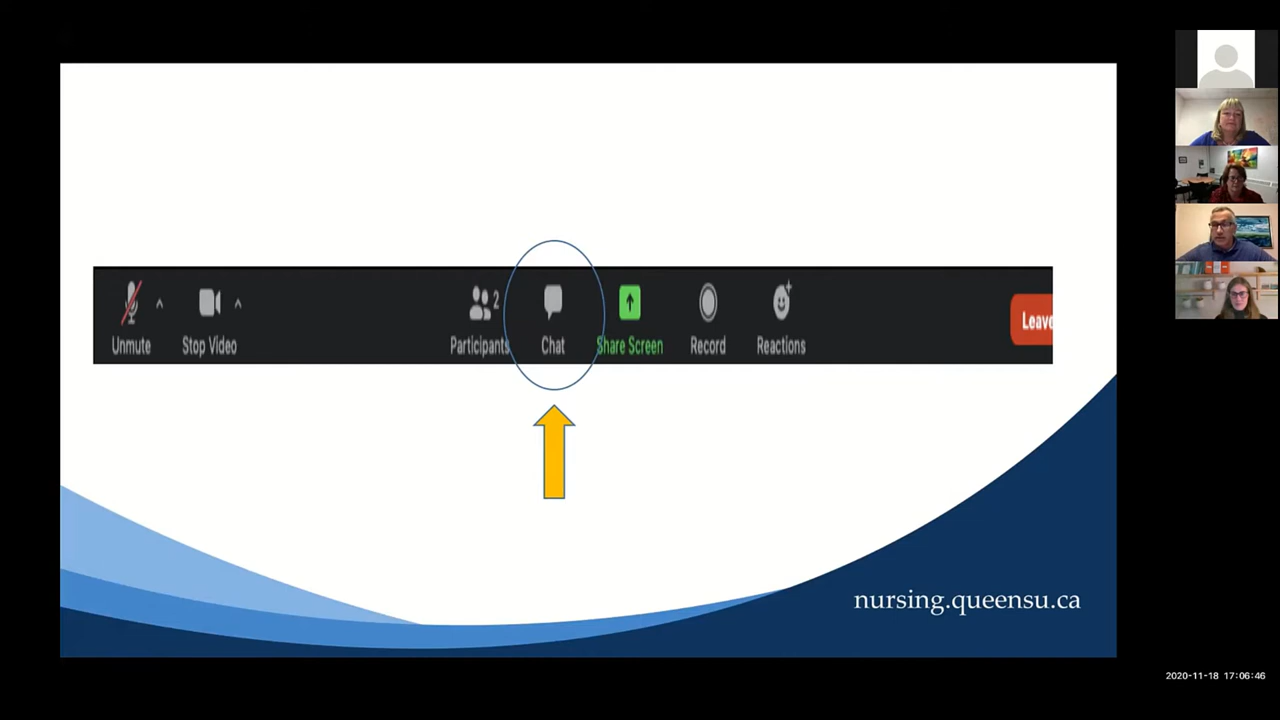 2
Unmute Stop Video Participants Chat Share Screen Record Reactions Leave
nursing.queensu.ca
2020-11-18 17:06:46